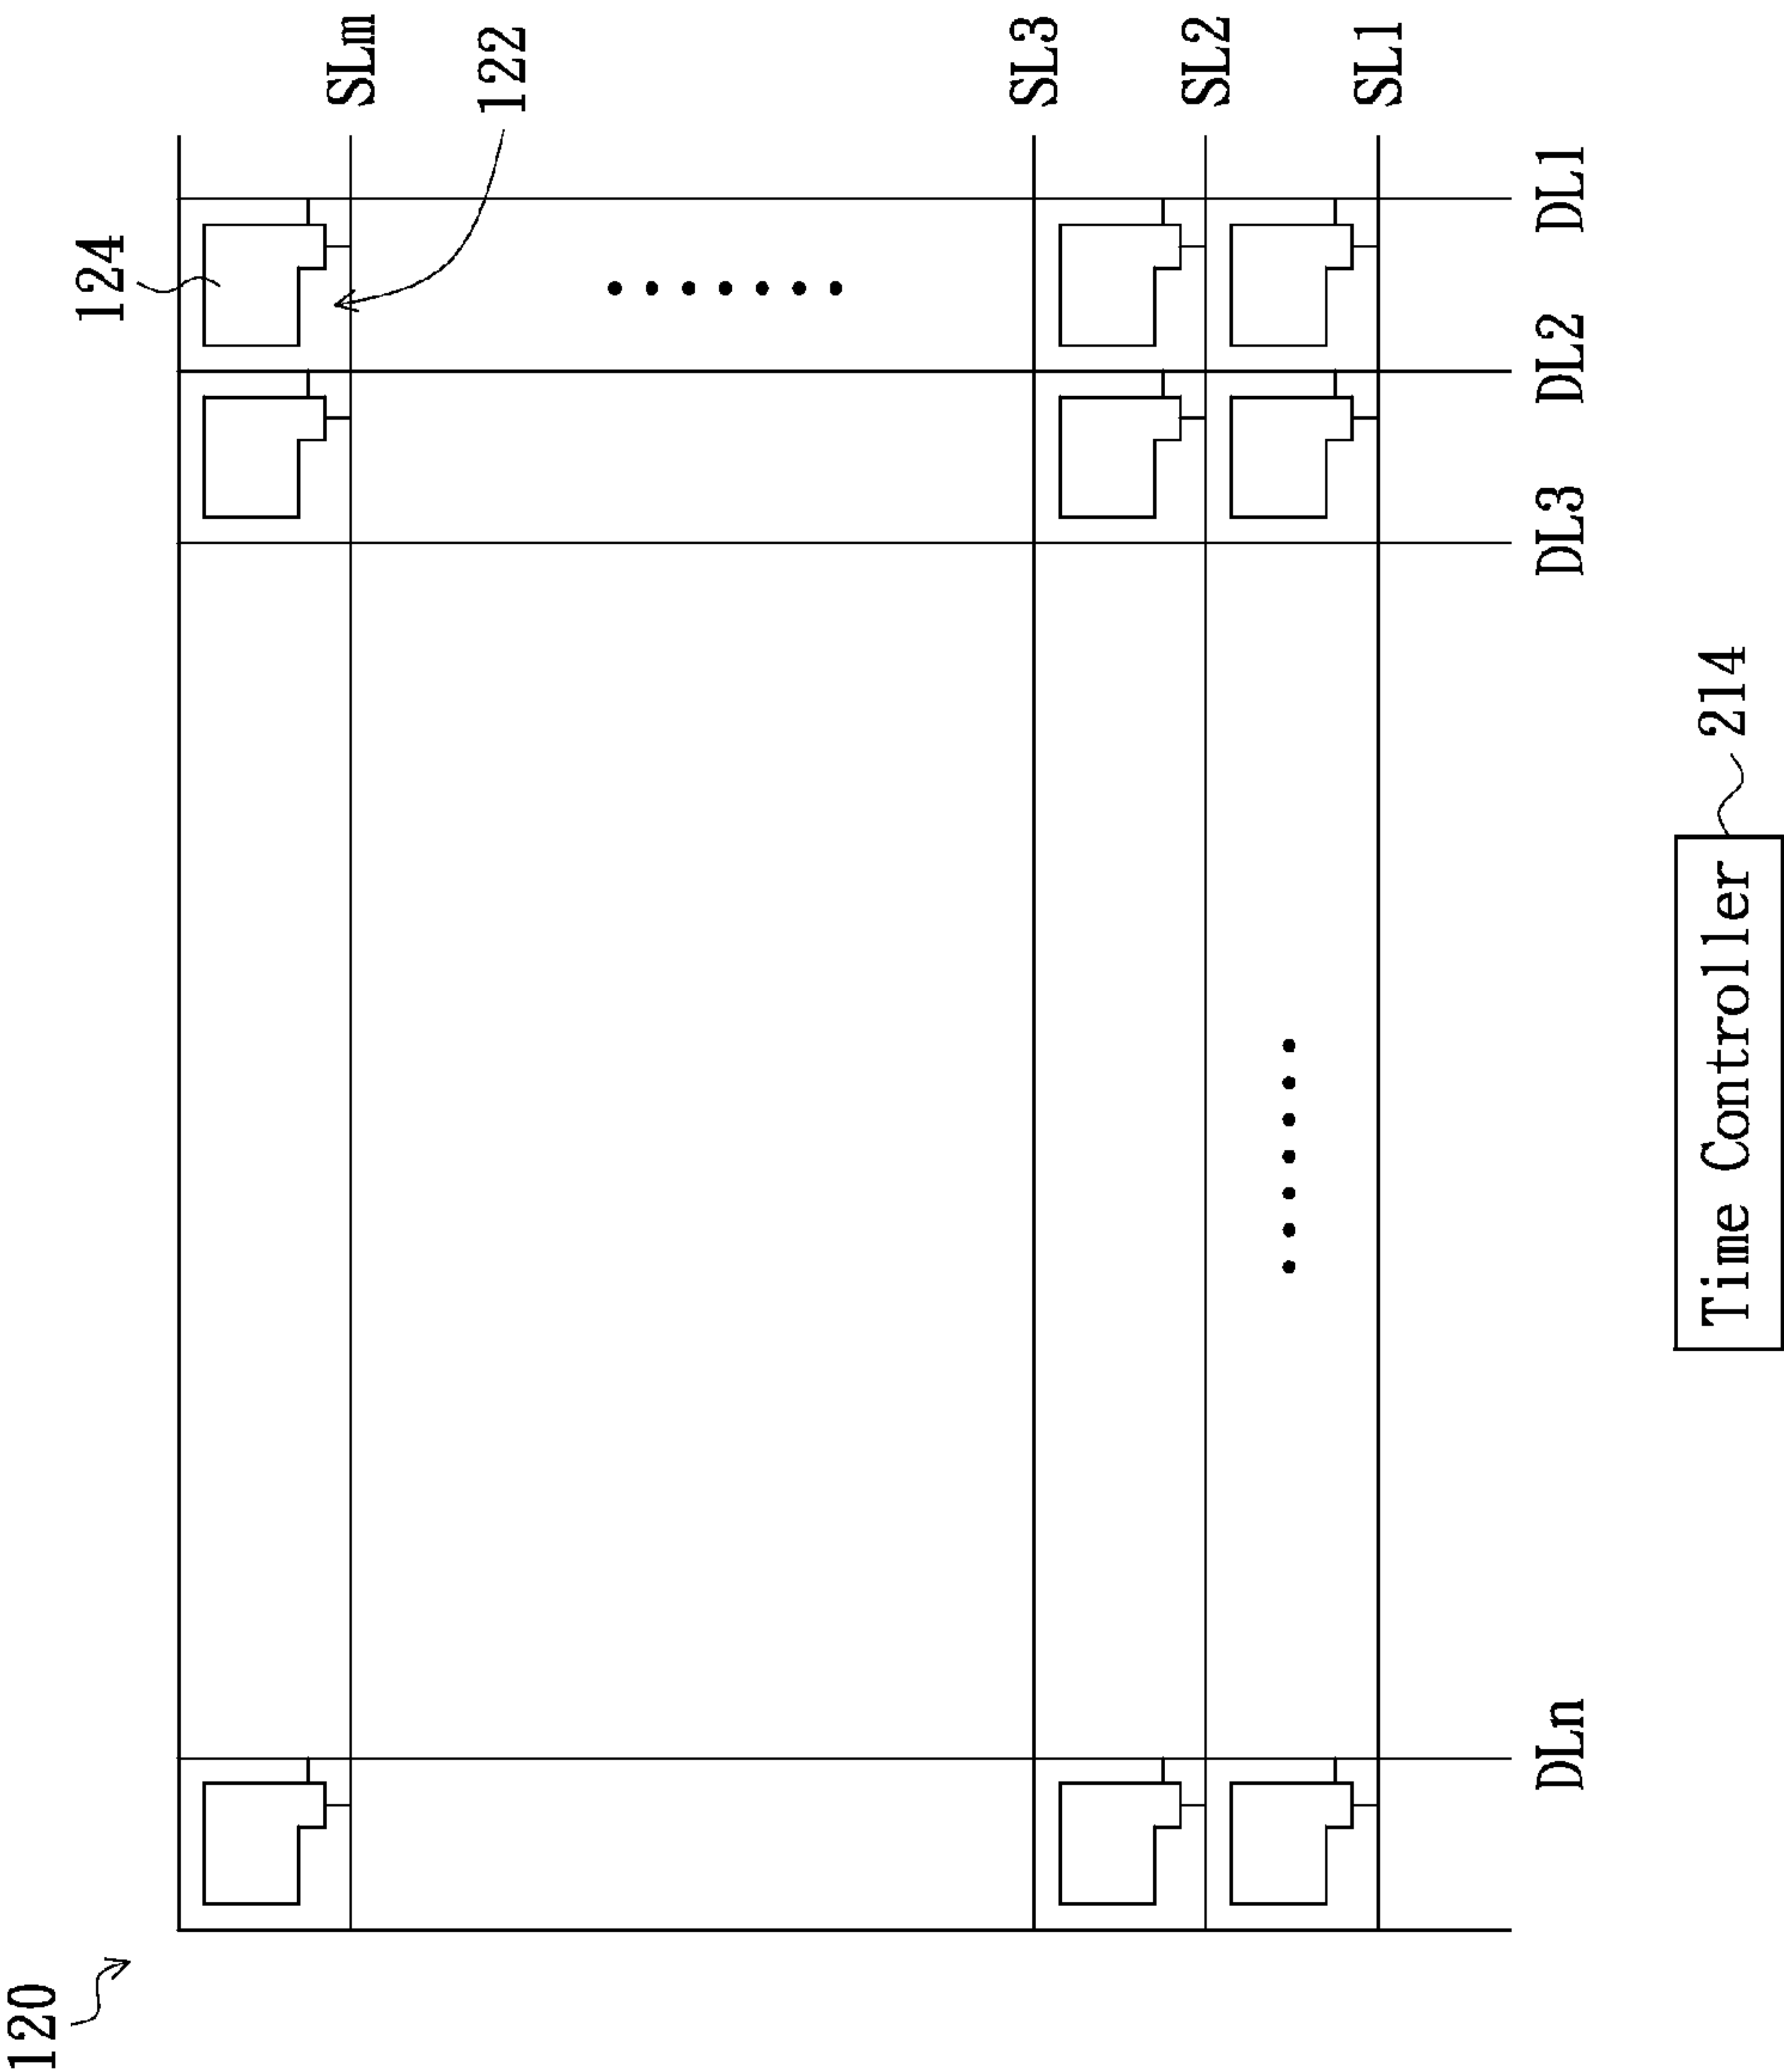 120
124
SLm
122
SL3
SL2
SL1
DLn DL3 DL2 DL1
Time Controller 214